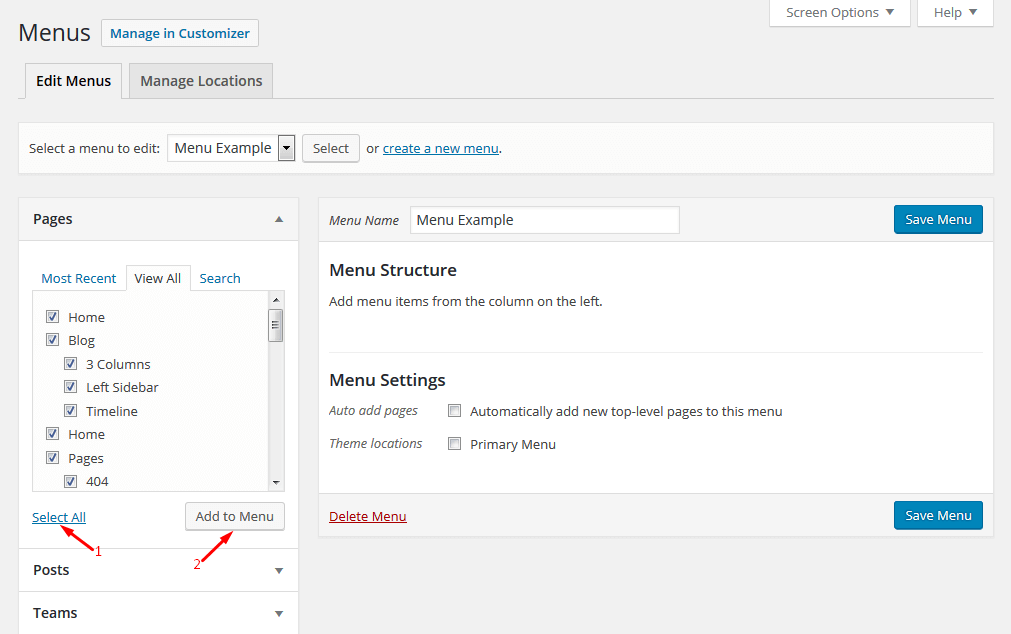 Screen Options Help
Menus Manage in Customizer
Edit Menus Manage Locations
Select a menu to edit: Menu Example Select or create a new menu.
Pages
Most Recent View All Search
Home
Blog
3 Columns
Left Sidebar
Timeline
Home
Pages
404
Select All Add to Menu
1
2
Posts
Teams
Menu Name Menu Example Save Menu
Menu Structure
Add menu items from the column on the left.
Menu Settings
Auto add pages Automatically add new top-level pages to this menu
Theme locations Primary Menu
Delete Menu Save Menu